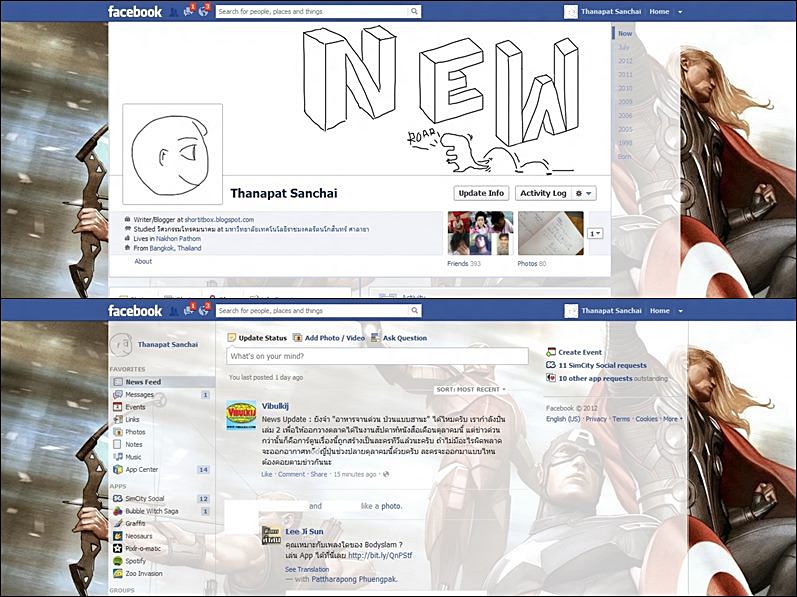 facebook
1
3
Search for people, places and things
Thanapat Sanchai
Home
NEW
ROAR
Now
July
2012
2011
2010
2009
2006
2005
1998
Born
Thanapat Sanchai
Update Info
Activity Log
Writer/Blogger at shortitbox.blogspot.com
Studied วิศวกรรมโทรคมนาคม at มหาวิทยาลัยเทคโนโลยีราชมงคลรัตนโกสินทร์ ศาลายา
Lives in Nakhon Pathom
From Bangkok, Thailand
About
Friends 393
Photos 80
1
facebook
1
3
Search for people, places and things
Thanapat Sanchai
Home
Thanapat Sanchai
FAVORITES
News Feed
Messages 1
Events
Links
Photos
Notes
Music
App Center 14
APPS
SimCity Social 12
Bubble Witch Saga 1
Graffiti
Neosaurs
Pixlr-o-matic
Spotify
Zoo Invasion
GROUPS
Update Status
Add Photo / Video
Ask Question
What's on your mind?
You last posted 1 day ago
SORT: MOST RECENT
VIBULKIJ
Vibulkij
News Update : ถึงจ๋า "อาหารจานด่วน ป่วนแบบสานะ" ได้ไหมครับ เรากำลังปั่น
เล่ม 2 เพื่อให้ออกวางตลาดได้ในงานสัปดาห์หนังสือเดือนตุลาคมนี้ แต่ข่าวด่วน
กว่านั้นก็คือการ์ตูนเรื่องนี้ถูกสร้างเป็นละครทีวีแล้วนะครับ ถ้าไม่มีอะไรผิดพลาด
จะออกอากาศที่ญี่ปุ่นช่วงปลายตุลาคมนี้ด้วยครับ ละครจะออกมาแบบไหน
ต้องคอยตามข่าวกันนะ
Like · Comment · Share · 15 minutes ago ·
and like a photo.
Lee Ji Sun
คุณเหมาะกับเพลงใดของ Bodyslam ?
เล่น App ได้ที่นี่เลย http://bit.ly/QnPStf
See Translation
— with Pattharapong Phuengpak.
Create Event
11 SimCity Social requests
10 other app requests outstanding
Facebook © 2012
English (US) · Privacy · Terms · Cookies · More